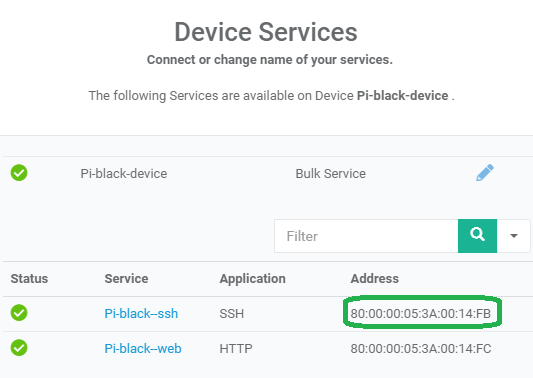 Device Services
Connect or change name of your services.
The following Services are available on Device Pi-black-device .
Pi-black-device Bulk Service
Filter
Status Service Application Address
Pi-black--ssh SSH 80:00:00:05:3A:00:14:FB
Pi-black--web HTTP 80:00:00:05:3A:00:14:FC